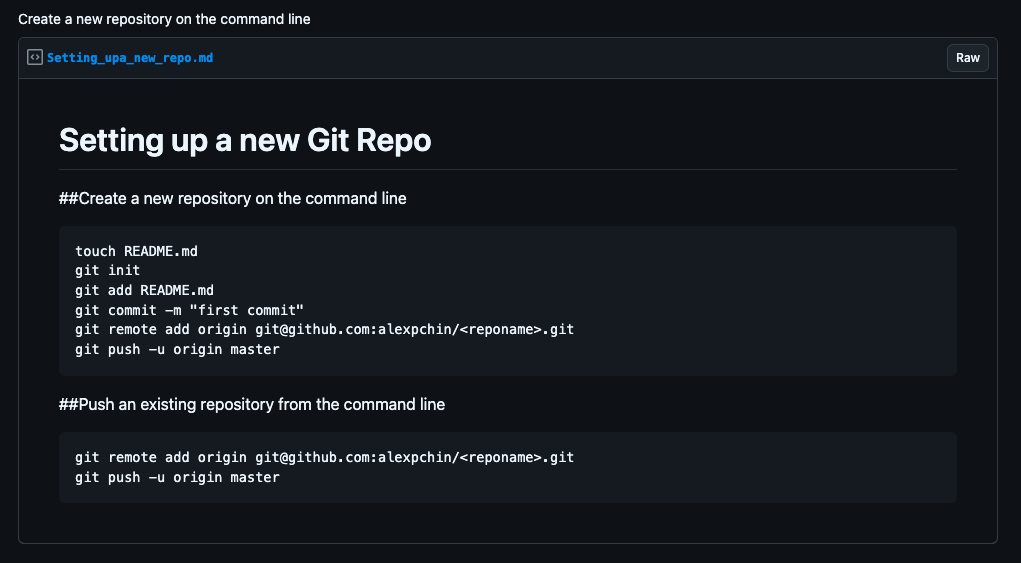 Create a new repository on the command line
Setting_upa_new_repo.md
Raw
Setting up a new Git Repo
##Create a new repository on the command line
touch README.md
git init
git add README.md
git commit -m "first commit"
git remote add origin git@github.com:alexpchin/<reponame>.git
git push -u origin master
##Push an existing repository from the command line
git remote add origin git@github.com:alexpchin/<reponame>.git
git push -u origin master